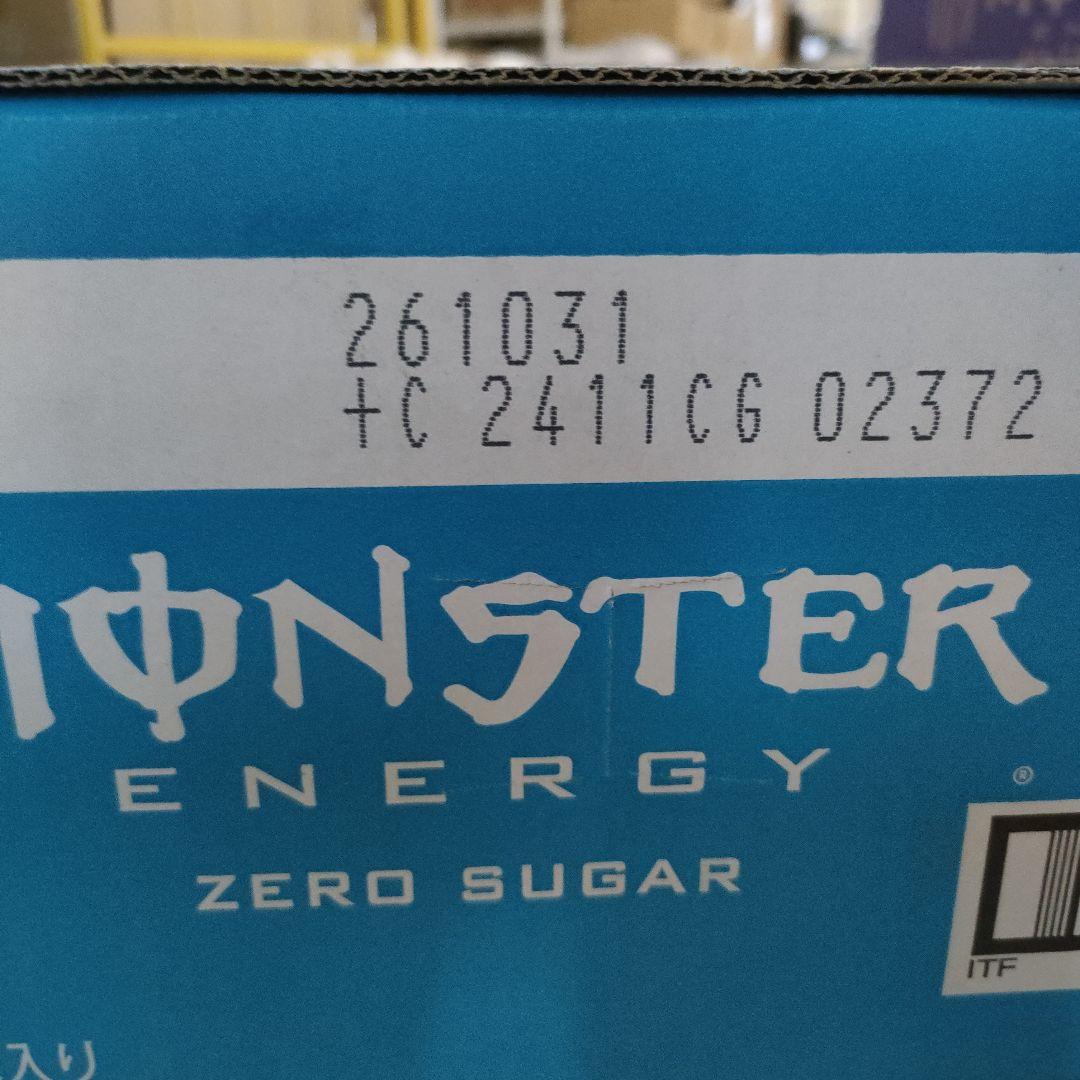 261031
+C 2411CG 02372
MONSTER
ENERGY
®
ZERO SUGAR
ITF
入り